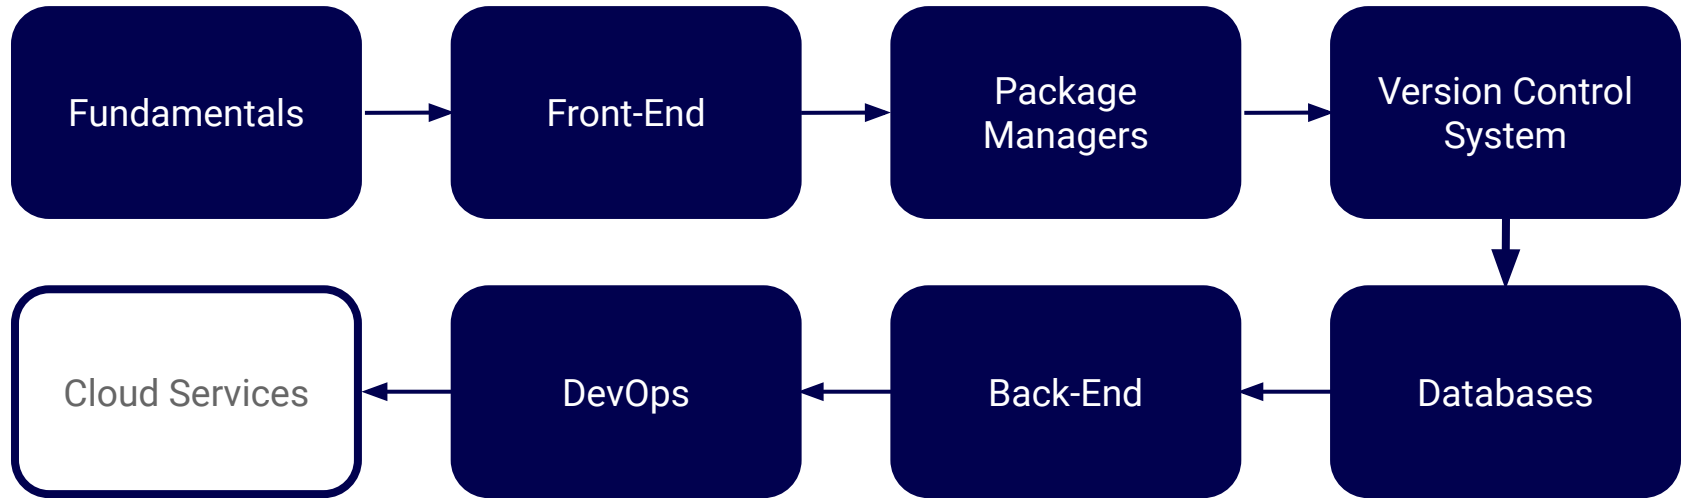 Fundamentals
Front-End
Package
Managers
Version Control
System
Cloud Services
DevOps
Back-End
Databases